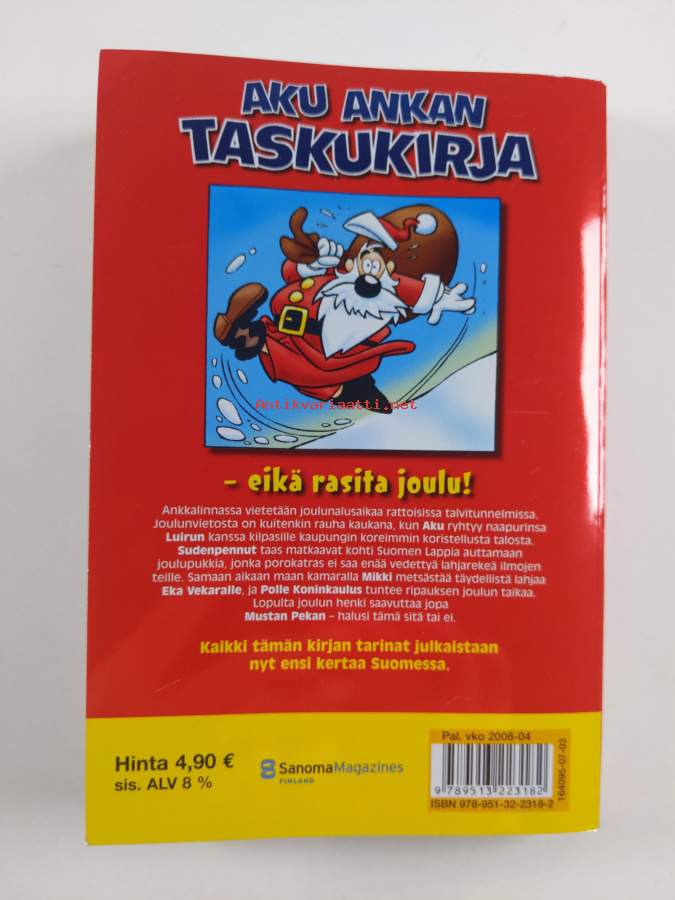 AKU ANKAN
TASKUKIRJA
Antikvariaatti.net
– eikä rasita joulu!
Ankkalinnassa vietetään joulunalusaikaa rattoisissa talvitunnelmissa.
Joulunvietosta on kuitenkin rauha kaukana, kun Aku ryhtyy naapurinsa
Luirun kanssa kilpasille kaupungin koreimmin koristellusta talosta.
Sudenpennut taas matkaavat kohti Suomen Lappia auttamaan
joulupukkia, jonka porokatras ei saa enää vedettyä lahjarekeä ilmojen
teille. Samaan aikaan maan kamaralla Mikki metsästää täydellistä lahjaa
Eka Vekaralle, ja Polle Koninkaulus tuntee ripauksen joulun taikaa.
Lopulta joulun henki saavuttaa jopa
Mustan Pekan – halusi tämä sitä tai ei.
Kaikki tämän kirjan tarinat julkaistaan
nyt ensi kertaa Suomessa.
Hinta 4,90 €
sis. ALV 8 %
SanomaMagazines
FINLAND
Pal. vko 2008-04
9 789513 223182
ISBN 978-951-32-2318-2
164095-07-03